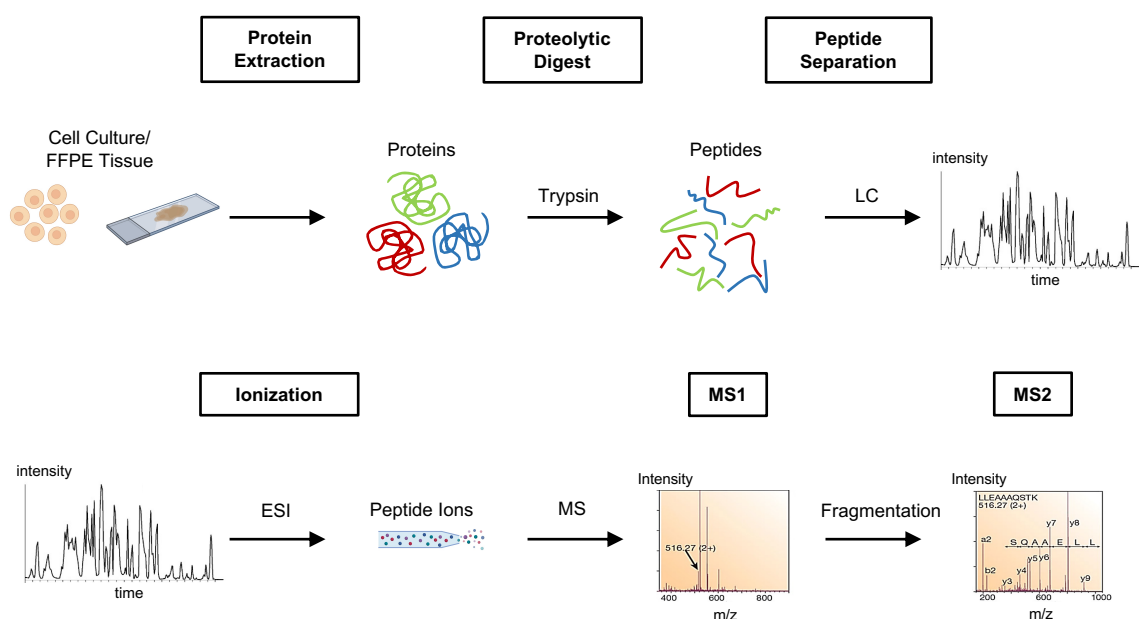 Protein
Extraction
Proteolytic
Digest
Peptide
Separation
Cell Culture/
FFPE Tissue
Proteins
Trypsin
Peptides
LC
intensity
time
Ionization
MS1
MS2
intensity
time
ESI
Peptide Ions
MS
Intensity
516.27 (2+)
400 600 800
m/z
Fragmentation
Intensity
LLEAAAQSTK
516.27 (2+)
y7 y8
S Q A A E L L
a2
b2
y3
y4
y5 y6
y9
200 600 1000
m/z